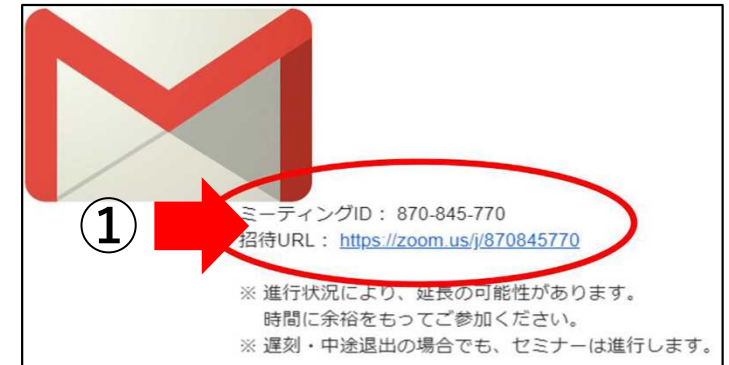 ①
ミーティングID： 870-845-770
招待URL： https://zoom.us/j/870845770
※ 進行状況により、延長の可能性があります。
時間に余裕をもってご参加ください。
※ 遅刻・中途退出の場合でも、セミナーは進行します。